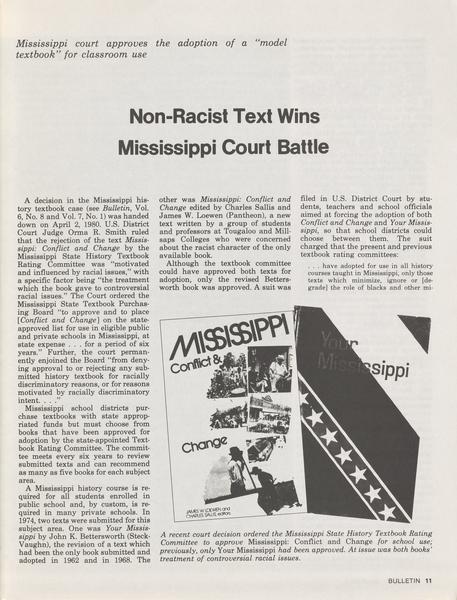 Mississippi court approves the adoption of a "model
textbook" for classroom use
Non-Racist Text Wins
Mississippi Court Battle
A decision in the Mississippi his-
tory textbook case (see Bulletin, Vol.
6, No. 8 and Vol. 7, No. 1) was handed
down on April 2, 1980. U.S. District
Court Judge Orma R. Smith ruled
that the rejection of the text Missis-
sippi: Conflict and Change by the
Mississippi State History Textbook
Rating Committee was "motivated
and influenced by racial issues," with
a specific factor being "the treatment
which the book gave to controversial
racial issues." The Court ordered the
Mississippi State Textbook Purchas-
ing Board "to approve and to place
[Conflict and Change] on the state-
approved list for use in eligible public
and private schools in Mississippi, at
state expense . . . for a period of six
years." Further, the court perman-
ently enjoined the Board "from deny-
ing approval to or rejecting any sub-
mitted history textbook for racially
discriminatory reasons, or for reasons
motivated by racially discriminatory
intent. . . ."
Mississippi school districts pur-
chase textbooks with state approp-
riated funds but must choose from
books that have been approved for
adoption by the state-appointed Text-
book Rating Committee. The commit-
tee meets every six years to review
submitted texts and can recommend
as many as five books for each subject
area.
A Mississippi history course is re-
quired for all students enrolled in
public school and, by custom, is re-
quired in many private schools. In
1974, two texts were submitted for this
subject area. One was Your Missis-
sippi by John K. Bettersworth (Steck-
Vaughn), the revision of a text which
had been the only book submitted and
adopted in 1962 and in 1968. The
other was Mississippi: Conflict and
Change edited by Charles Sallis and
James W. Loewen (Pantheon), a new
text written by a group of students
and professors at Tougaloo and Mill-
saps Colleges who were concerned
about the racist character of the only
available book.
Although the textbook committee
could have approved both texts for
adoption, only the revised Betters-
worth book was approved. A suit was
filed in U.S. District Court by stu-
dents, teachers and school officials
aimed at forcing the adoption of both
Conflict and Change and Your Missis-
sippi, so that school districts could
choose between them. The suit
charged that the present and previous
textbook rating committees:
. . . have adopted for use in all history
courses taught in Mississippi, only those
texts which minimize, ignore or [de-
grade] the role of blacks and other mi-
MISSISSIPPI
Conflict &
Change
JAMES W. LOEWEN and
CHARLES SALLIS, editors
Your
Mississippi
A recent court decision ordered the Mississippi State History Textbook Rating
Committee to approve Mississippi: Conflict and Change for school use;
previously, only Your Mississippi had been approved. At issue was both books'
treatment of controversial racial issues.
BULLETIN 11